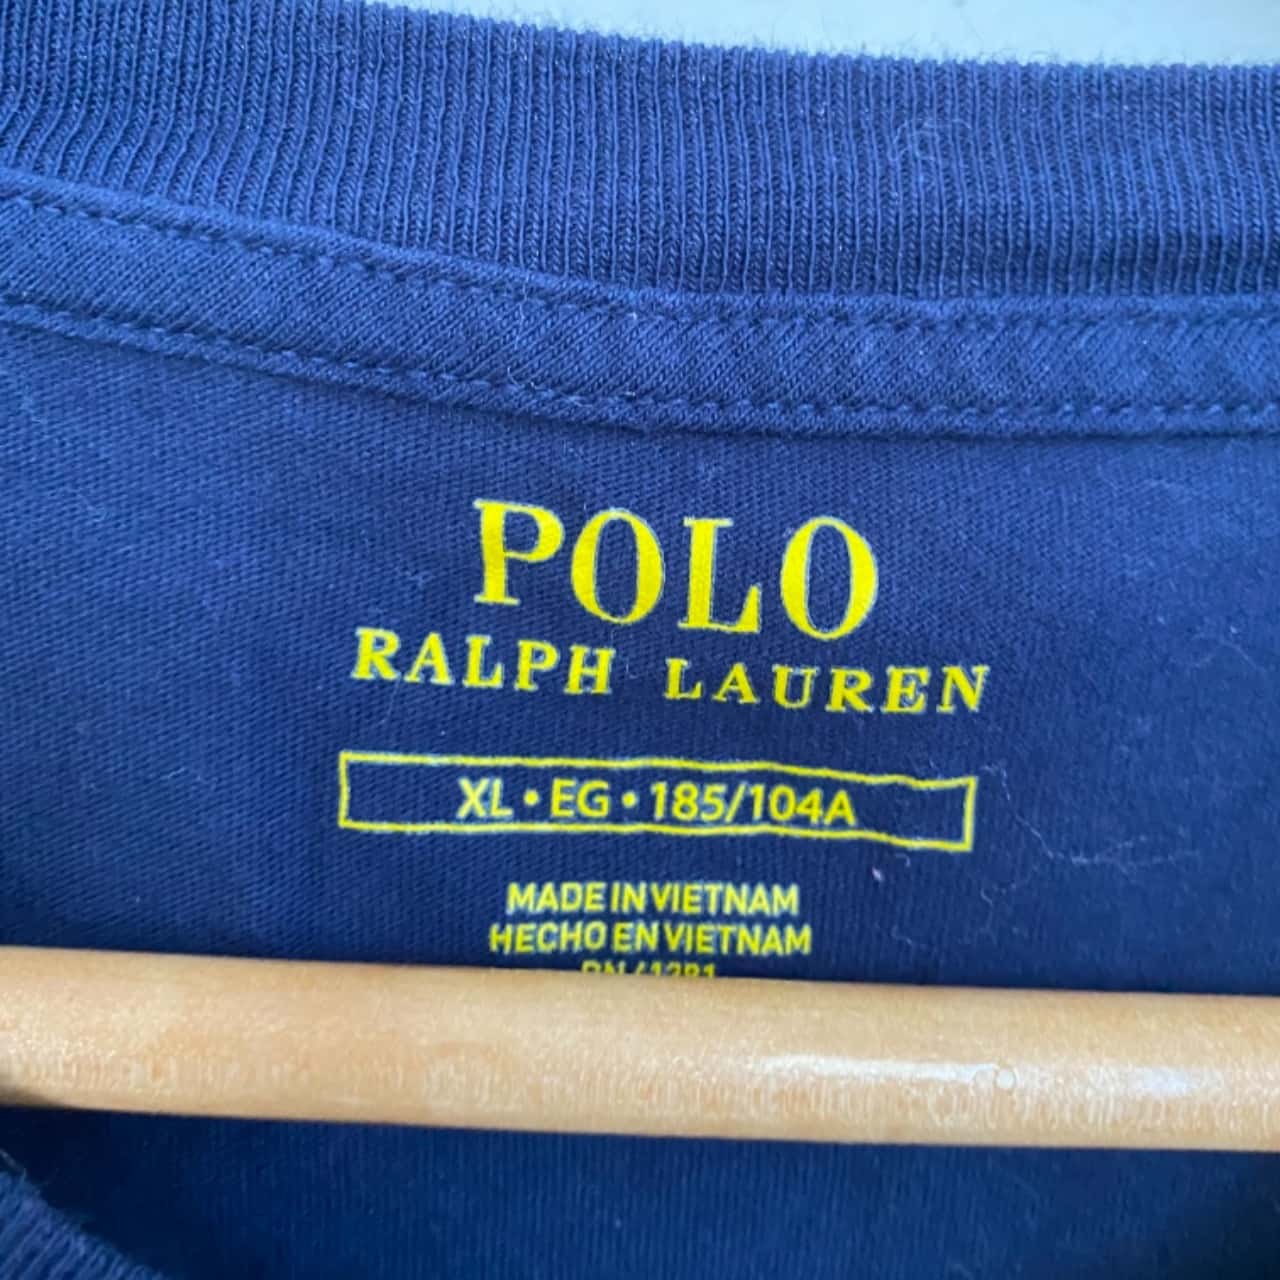 POLO
RALPH LAUREN
XL • EG • 185/104A
MADE IN VIETNAM
HECHO EN VIETNAM